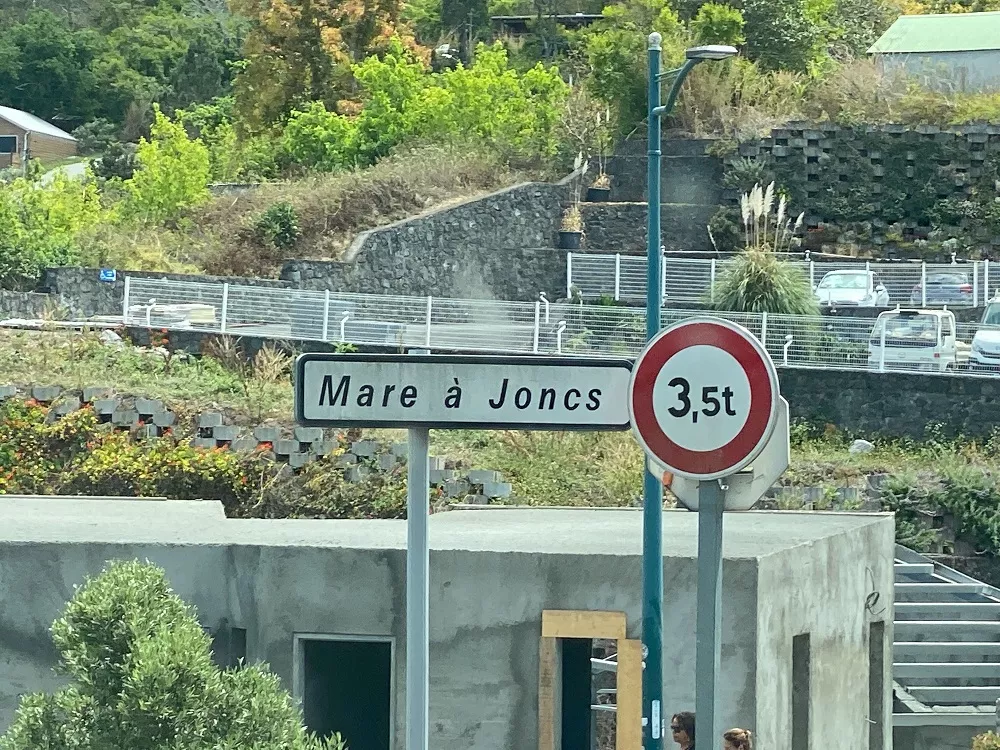 Mare à Joncs
3,5t